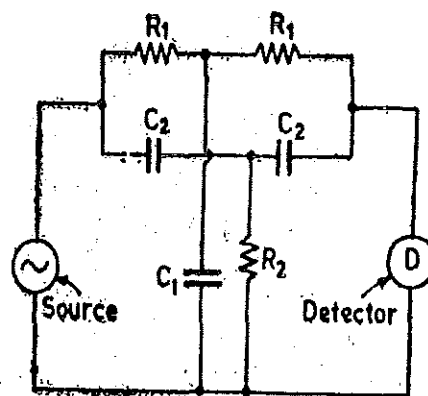 R₁ R₁
C₂ C₂
C₁ R₂
Source Detector D